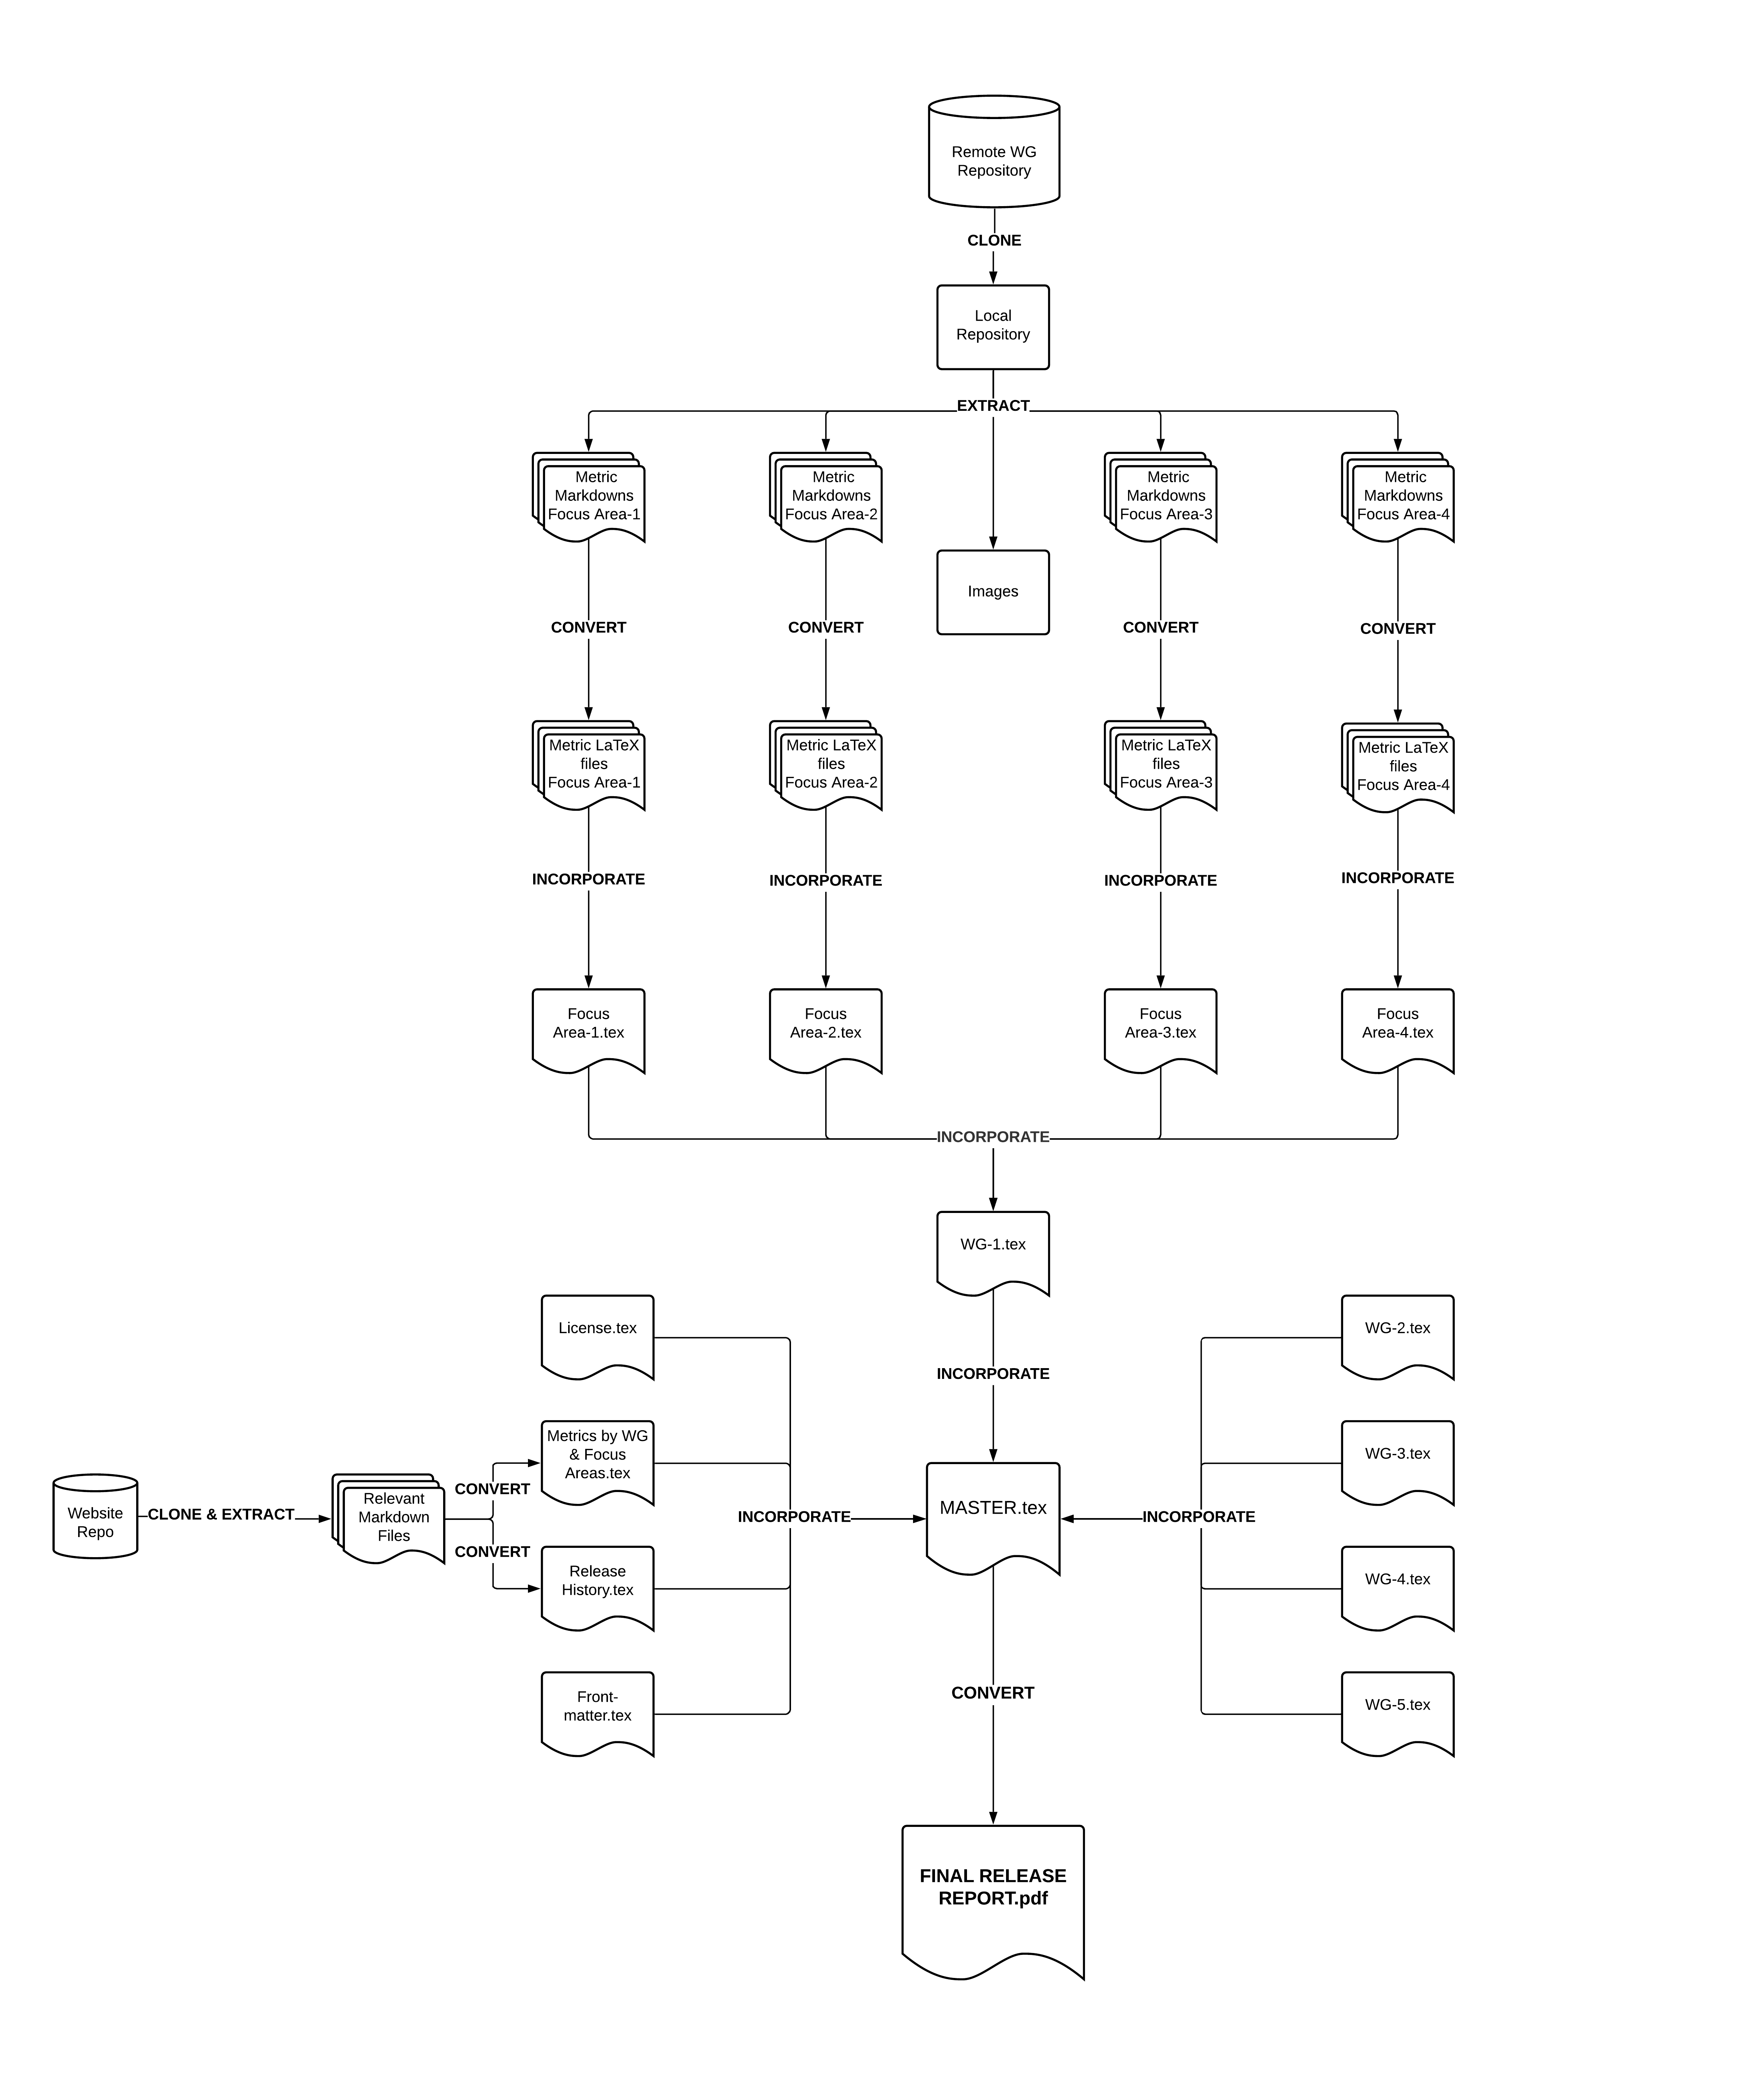 Remote WG
Repository
CLONE
Local
Repository
EXTRACT
Metric
Markdowns
Focus Area-1
Metric
Markdowns
Focus Area-2
Metric
Markdowns
Focus Area-3
Metric
Markdowns
Focus Area-4
Images
CONVERT
CONVERT
CONVERT
CONVERT
Metric LaTeX
files
Focus Area-1
Metric LaTeX
files
Focus Area-2
Metric LaTeX
files
Focus Area-3
Metric LaTeX
files
Focus Area-4
INCORPORATE
INCORPORATE
INCORPORATE
INCORPORATE
Focus
Area-1.tex
Focus
Area-2.tex
Focus
Area-3.tex
Focus
Area-4.tex
INCORPORATE
WG-1.tex
License.tex
WG-2.tex
INCORPORATE
Metrics by WG
& Focus
Areas.tex
WG-3.tex
Website
Repo
CLONE & EXTRACT
Relevant
Markdown
Files
CONVERT
CONVERT
INCORPORATE
MASTER.tex
INCORPORATE
Release
History.tex
WG-4.tex
Front-
matter.tex
CONVERT
WG-5.tex
FINAL RELEASE
REPORT.pdf